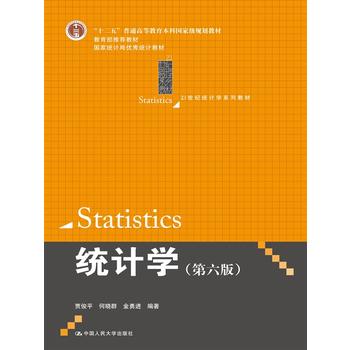 “十二五”普通高等教育本科国家级规划教材
教育部推荐教材
国家统计局优秀统计教材
Statistics 21世纪统计学系列教材
Statistics
统计学(第六版)
贾俊平 何晓群 金勇进 编著
中国人民大学出版社